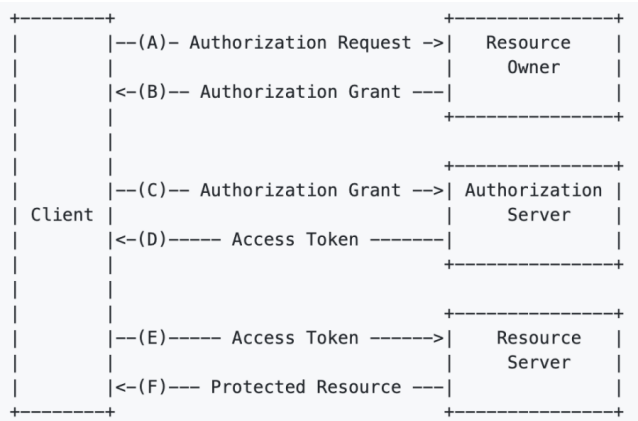 +--------+                               +---------------+
|        |--(A)- Authorization Request ->|   Resource    |
|        |                               |     Owner     |
|        |<-(B)-- Authorization Grant ---|               |
|        |                               +---------------+
|        |
|        |                               +---------------+
|        |--(C)-- Authorization Grant -->| Authorization |
| Client |                               |     Server    |
|        |<-(D)----- Access Token -------|               |
|        |                               +---------------+
|        |
|        |                               +---------------+
|        |--(E)----- Access Token ------>|    Resource   |
|        |                               |     Server    |
|        |<-(F)--- Protected Resource ---|               |
+--------+                               +---------------+